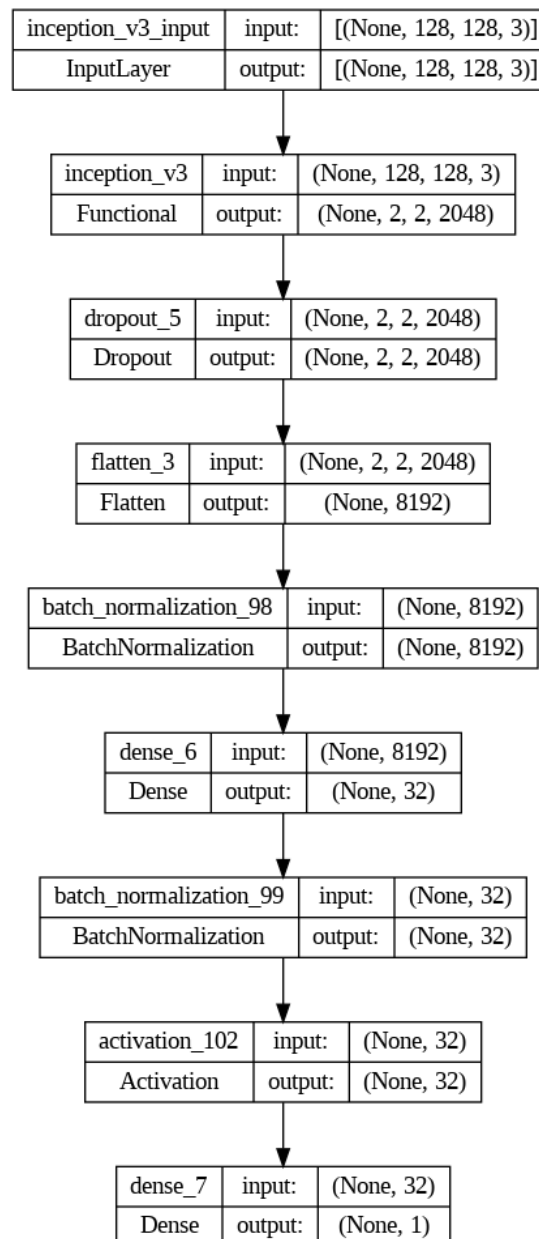 inception_v3_input input: [(None, 128, 128, 3)]
InputLayer output: [(None, 128, 128, 3)]
inception_v3 input: (None, 128, 128, 3)
Functional output: (None, 2, 2, 2048)
dropout_5 input: (None, 2, 2, 2048)
Dropout output: (None, 2, 2, 2048)
flatten_3 input: (None, 2, 2, 2048)
Flatten output: (None, 8192)
batch_normalization_98 input: (None, 8192)
BatchNormalization output: (None, 8192)
dense_6 input: (None, 8192)
Dense output: (None, 32)
batch_normalization_99 input: (None, 32)
BatchNormalization output: (None, 32)
activation_102 input: (None, 32)
Activation output: (None, 32)
dense_7 input: (None, 32)
Dense output: (None, 1)